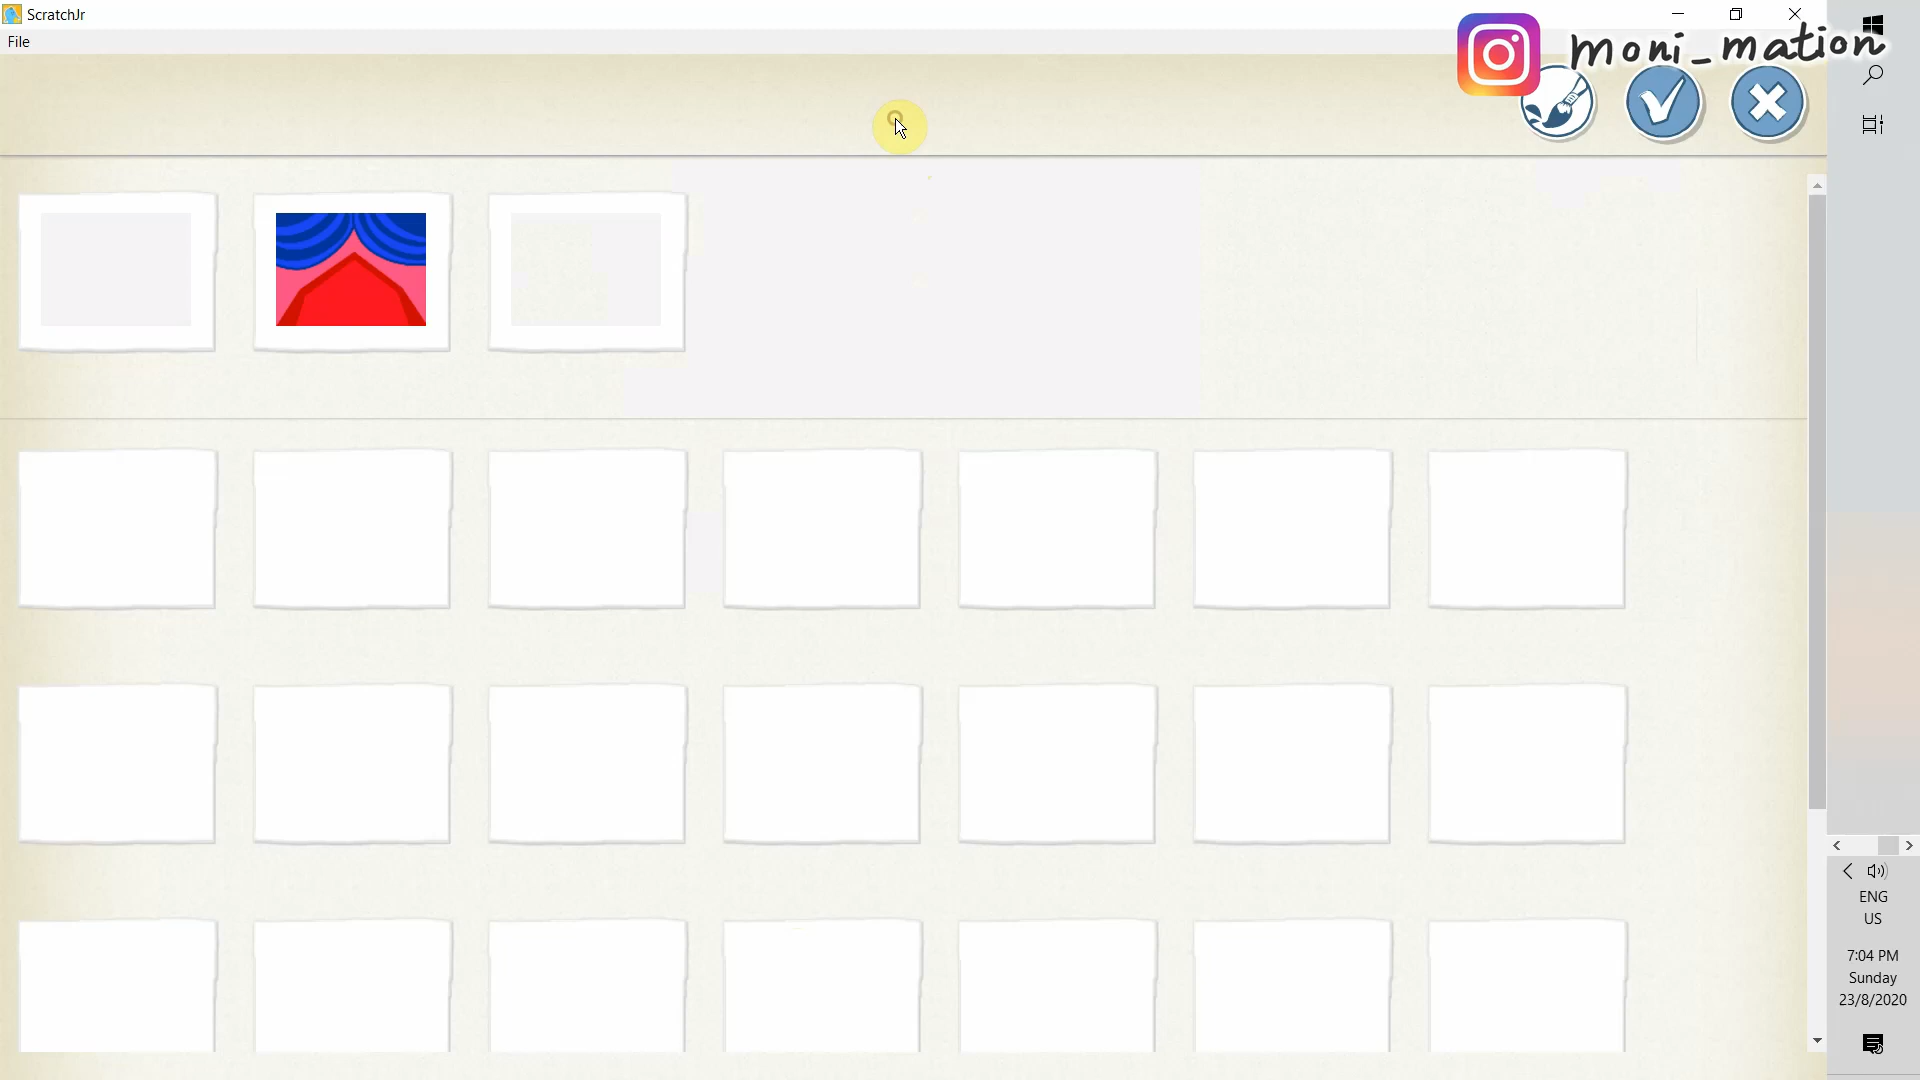 ScratchJr
File
moni_mation
ENG
US
7:04 PM
Sunday
23/8/2020